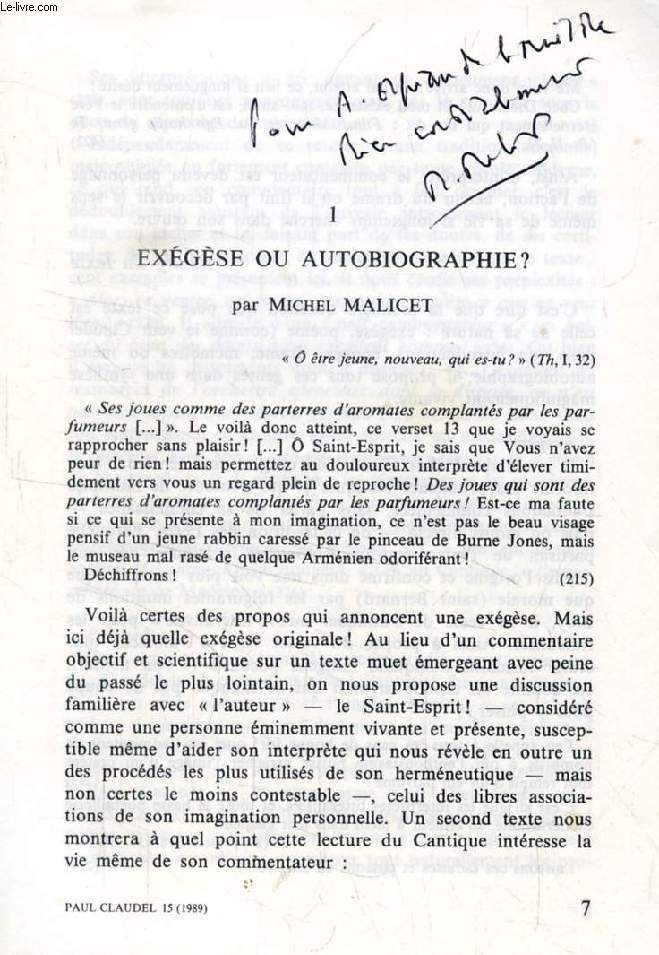 Le-livre.com
Pour A
Bien cordialement
M. Malicet
1
EXÉGÈSE OU AUTOBIOGRAPHIE?
par MICHEL MALICET
« Ô être jeune, nouveau, qui es-tu? » (Th, I, 32)
« Ses joues comme des parterres d'aromates complantés par les par-
fumeurs [...] ». Le voilà donc atteint, ce verset 13 que je voyais se
rapprocher sans plaisir! [...] Ô Saint-Esprit, je sais que Vous n'avez
peur de rien! mais permettez au douloureux interprète d'élever timi-
dement vers vous un regard plein de reproche! Des joues qui sont des
parterres d'aromates complantés par les parfumeurs! Est-ce ma faute
si ce qui se présente à mon imagination, ce n'est pas le beau visage
pensif d'un jeune rabbin caressé par le pinceau de Burne Jones, mais
le museau mal rasé de quelque Arménien odoriférant!
Déchiffrons! (215)
Voilà certes des propos qui annoncent une exégèse. Mais
ici déjà quelle exégèse originale! Au lieu d'un commentaire
objectif et scientifique sur un texte muet émergeant avec peine
du passé le plus lointain, on nous propose une discussion
familière avec « l'auteur » — le Saint-Esprit! — considéré
comme une personne éminemment vivante et présente, suscep-
tible même d'aider son interprète qui nous révèle en outre un
des procédés les plus utilisés de son herméneutique — mais
non certes le moins contestable —, celui des libres associa-
tions de son imagination personnelle. Un second texte nous
montrera à quel point cette lecture du Cantique intéresse la
vie même de son commentateur :
PAUL CLAUDEL 15 (1989) 7